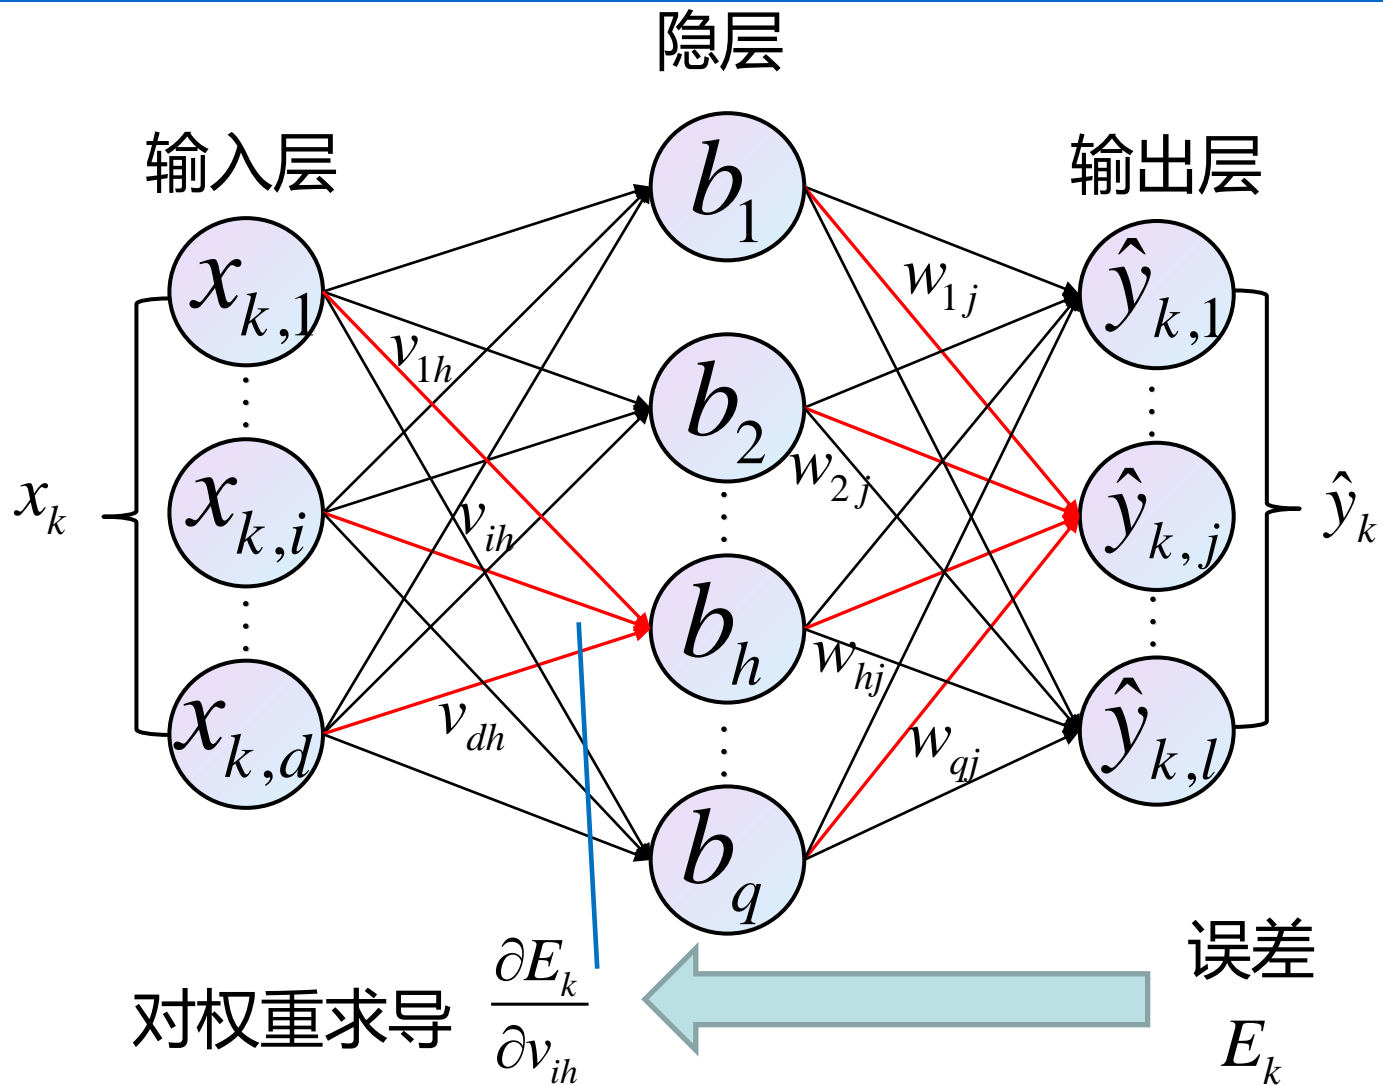 隐层
输入层
输出层
b_1
x_{k,1}
ŷ_{k,1}
w_{1j}
v_{1h}
b_2
w_{2j}
x_k
x_{k,i}
v_{ih}
ŷ_{k,j}
ŷ_k
b_h
w_{hj}
x_{k,d}
v_{dh}
w_{qj}
ŷ_{k,l}
b_q
误差
对权重求导 ∂E_k/∂v_{ih}
E_k